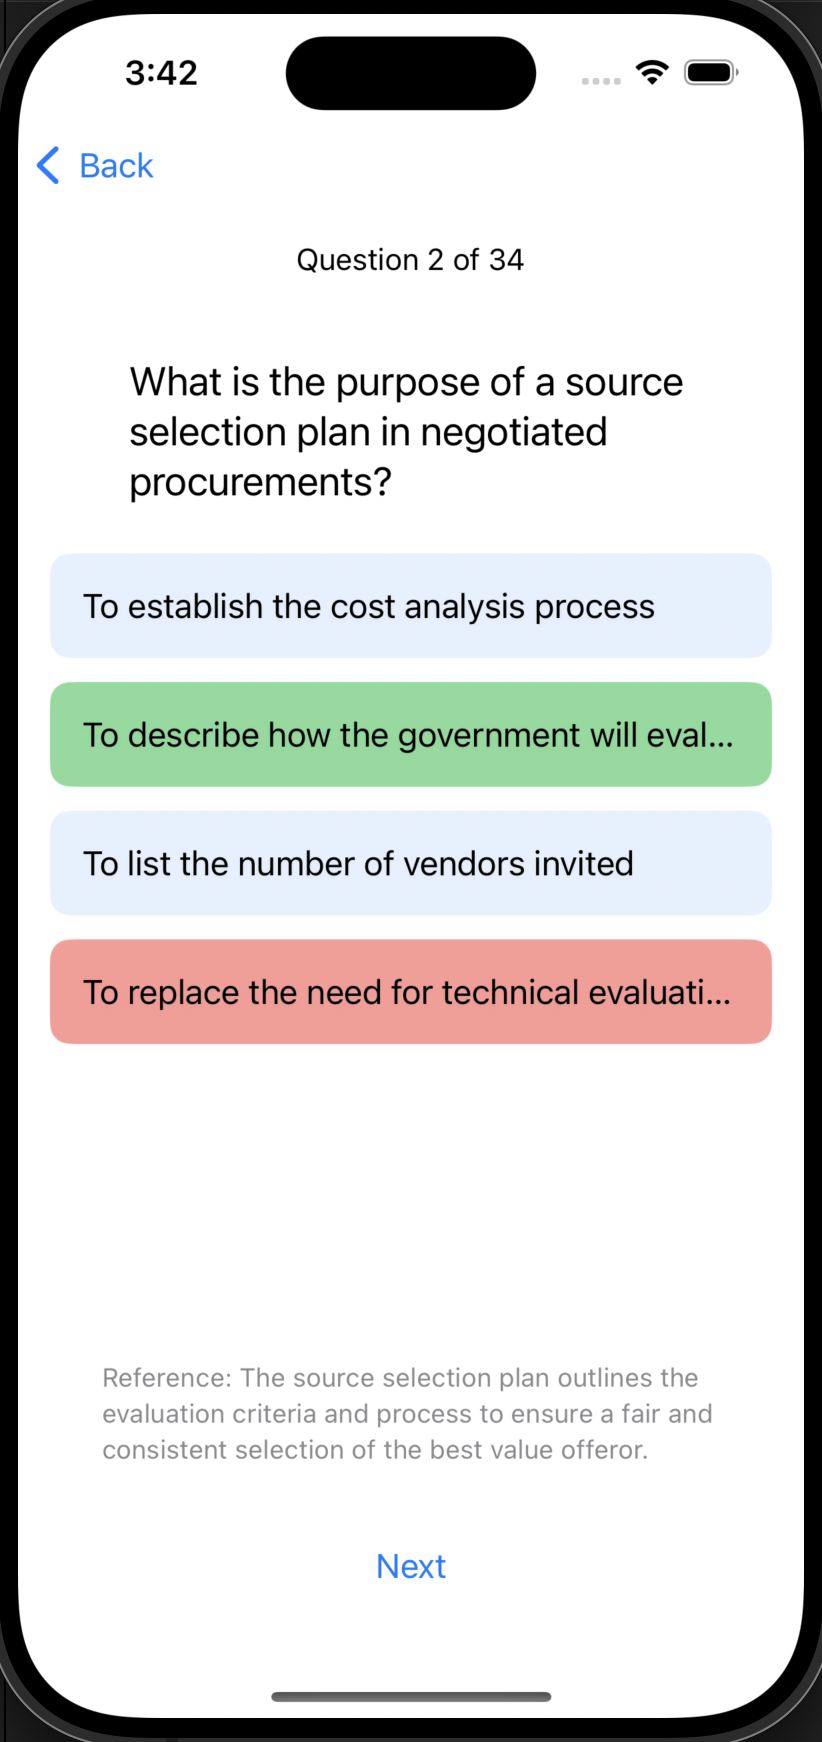 3:42
Back
Question 2 of 34
What is the purpose of a source
selection plan in negotiated
procurements?
To establish the cost analysis process
To describe how the government will eval...
To list the number of vendors invited
To replace the need for technical evaluati...
Reference: The source selection plan outlines the
evaluation criteria and process to ensure a fair and
consistent selection of the best value offeror.
Next